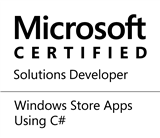 Microsoft
CERTIFIED
Solutions Developer
Windows Store Apps
Using C#